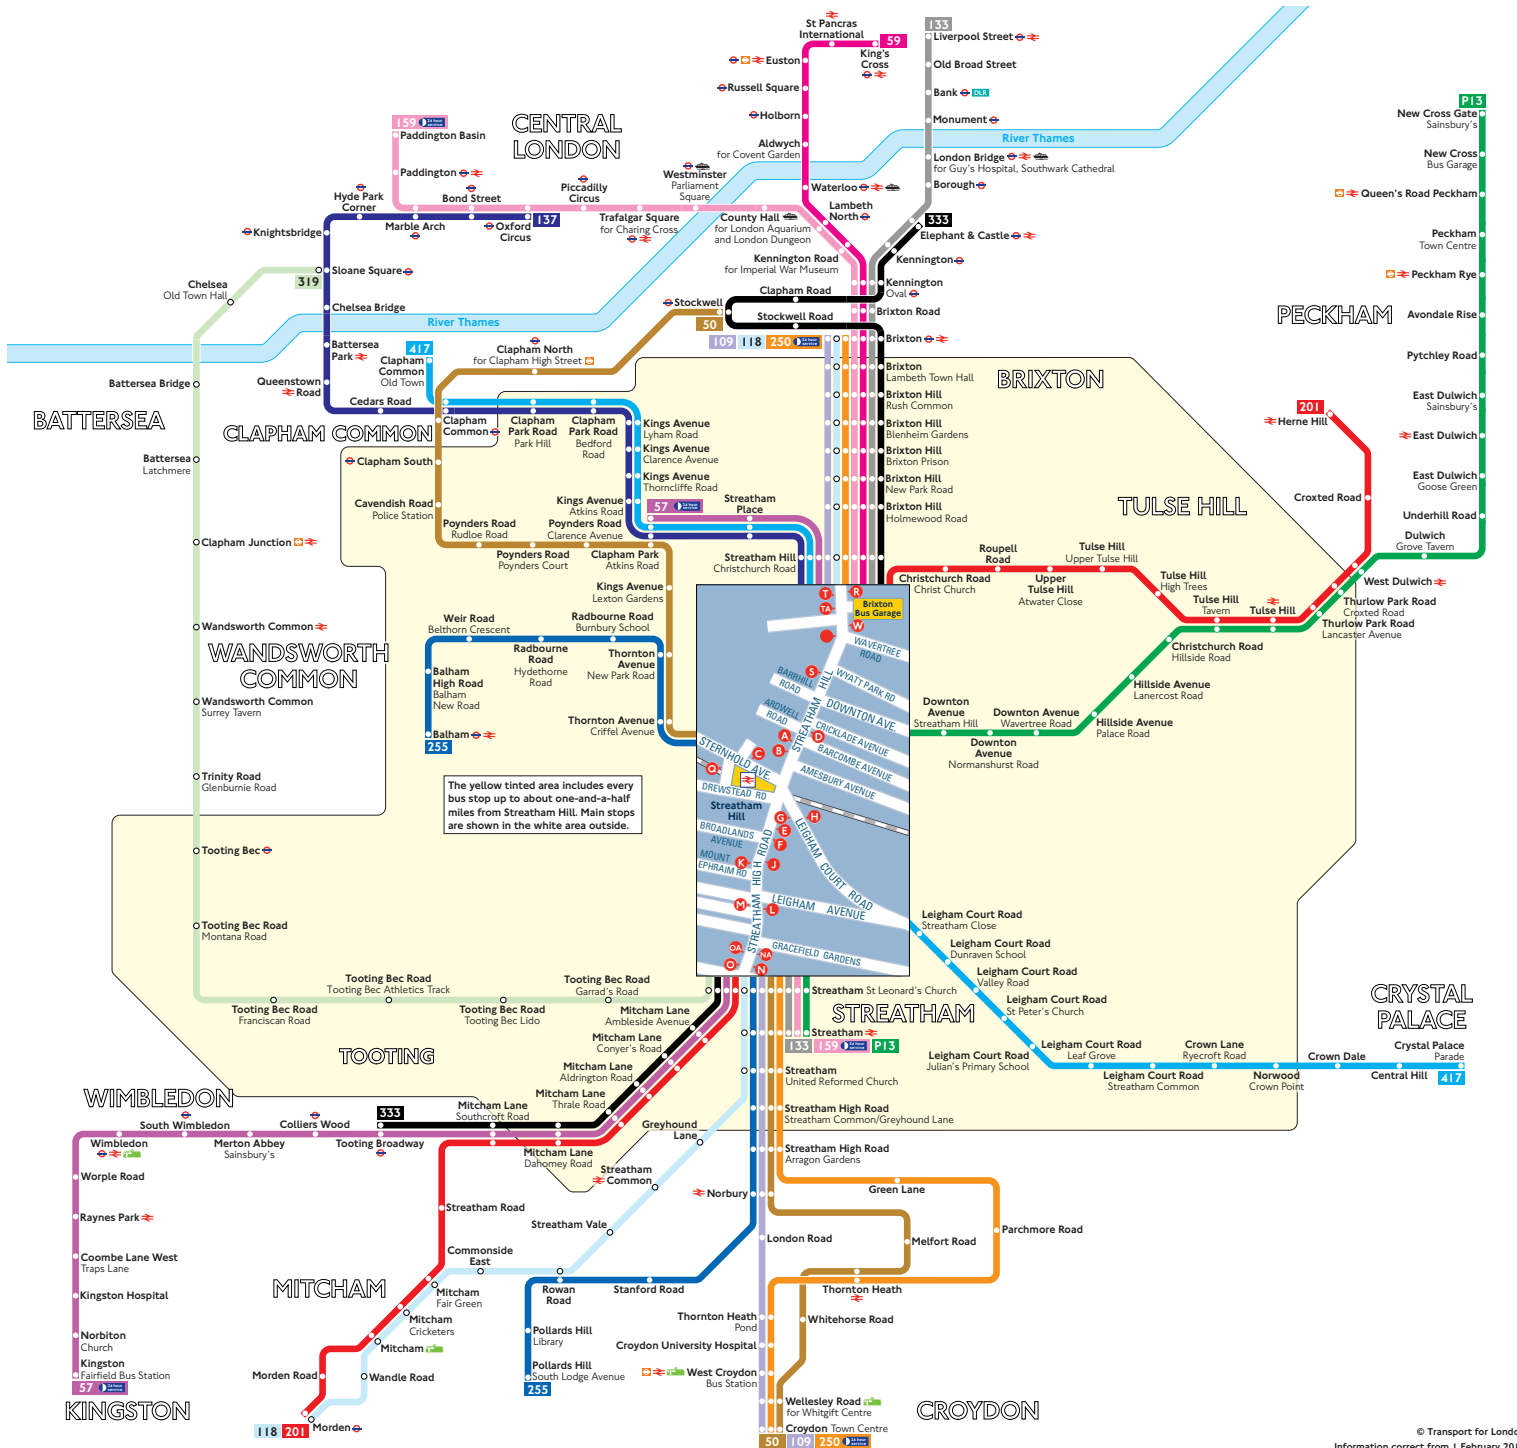 St Pancras
International
59
King's
Cross
Euston
Russell Square
Holborn
Aldwych
for Covent Garden
Waterloo
Lambeth
North
133
Liverpool Street
Old Broad Street
Bank DLR
Monument
River Thames
London Bridge
for Guy's Hospital, Southwark Cathedral
Borough
333
Elephant & Castle
Kennington
Kennington
Oval
Brixton Road
Brixton
159 24 hour service
Paddington Basin
CENTRAL
LONDON
Paddington
Hyde Park
Corner
Bond Street
Piccadilly
Circus
Westminster
Parliament
Square
Marble Arch
Oxford
Circus
137
Trafalgar Square
for Charing Cross
County Hall
for London Aquarium
and London Dungeon
Kennington Road
for Imperial War Museum
Knightsbridge
Sloane Square
319
Chelsea
Old Town Hall
Chelsea Bridge
River Thames
Battersea
Park
Queenstown
Road
Cedars Road
Stockwell
50
Clapham Road
Stockwell Road
109 118 250 24 hour service
417
Clapham
Common
Old Town
Clapham North
for Clapham High Street
Battersea Bridge
BATTERSEA
CLAPHAM COMMON
Clapham
Common
Clapham
Park Road
Park Hill
Clapham
Park Road
Bedford
Road
Kings Avenue
Lyham Road
Kings Avenue
Clarence Avenue
Kings Avenue
Thorncliffe Road
Kings Avenue
Atkins Road
57 24 hour service
Streatham
Place
Battersea
Latchmere
Clapham South
Cavendish Road
Police Station
Poynders Road
Rudloe Road
Poynders Road
Clarence Avenue
Poynders Road
Poynders Court
Clapham Park
Atkins Road
Streatham Hill
Christchurch Road
Kings Avenue
Lexton Gardens
Clapham Junction
Brixton
Lambeth Town Hall
Brixton Hill
Rush Common
Brixton Hill
Blenheim Gardens
Brixton Hill
Brixton Prison
Brixton Hill
New Park Road
Brixton Hill
Holmewood Road
BRIXTON
PECKHAM
TULSE HILL
P13
New Cross Gate
Sainsbury's
New Cross
Bus Garage
Queen's Road Peckham
Peckham
Town Centre
Peckham Rye
Avondale Rise
Pytchley Road
East Dulwich
Sainsbury's
East Dulwich
East Dulwich
Goose Green
Underhill Road
Dulwich
Grove Tavern
201
Herne Hill
Croxted Road
West Dulwich
Thurlow Park Road
Croxted Road
Thurlow Park Road
Lancaster Avenue
Christchurch Road
Christ Church
Roupell
Road
Upper
Tulse Hill
Atwater Close
Tulse Hill
Upper Tulse Hill
Tulse Hill
High Trees
Tulse Hill
Tavern
Tulse Hill
Christchurch Road
Hillside Road
Hillside Avenue
Lanercost Road
Hillside Avenue
Palace Road
Downton
Avenue
Streatham Hill
Downton
Avenue
Normanshurst Road
Downton Avenue
Wavertree Road
Weir Road
Belthorn Crescent
Radbourne Road
Burnbury School
Radbourne
Road
Hydethorne
Road
Thornton
Avenue
New Park Road
Thornton Avenue
Criffel Avenue
Balham
High Road
Balham
New Road
Balham
255
Wandsworth Common
WANDSWORTH
COMMON
Wandsworth Common
Surrey Tavern
Trinity Road
Glenburnie Road
Tooting Bec
Tooting Bec Road
Montana Road
The yellow tinted area includes every
bus stop up to about one-and-a-half
miles from Streatham Hill. Main stops
are shown in the white area outside.
T
R
TA
Brixton
Bus Garage
W
WAVERTREE
ROAD
S
BARRHILL
ROAD
WYATT PARK RD
STREATHAM HILL
ARDWELL
ROAD
DOWNTON AVE.
A
D
CRICKLADE AVENUE
B
C
BARCOMBE AVENUE
STERNHOLD AVE.
Q
AMESBURY AVENUE
DREWSTEAD RD
Streatham
Hill
G
H
E
F
BROADLANDS
AVENUE
MOUNT
EPHRAIM RD
K
J
LEIGHAM COURT ROAD
STREATHAM HIGH ROAD
M
L
LEIGHAM AVENUE
OA
NA
O
N
GRACEFIELD GARDENS
Tooting Bec Road
Franciscan Road
Tooting Bec Road
Tooting Bec Athletics Track
Tooting Bec Road
Tooting Bec Lido
Tooting Bec Road
Garrad's Road
TOOTING
Mitcham Lane
Ambleside Avenue
Mitcham Lane
Conyer's Road
Mitcham Lane
Aldrington Road
Mitcham Lane
Thrale Road
Mitcham Lane
Southcroft Road
Mitcham Lane
Dahomey Road
Streatham St Leonard's Church
STREATHAM
Streatham
133 159 24 hour service P13
Streatham
United Reformed Church
Streatham High Road
Streatham Common/Greyhound Lane
Streatham High Road
Arragon Gardens
Leigham Court Road
Streatham Close
Leigham Court Road
Dunraven School
Leigham Court Road
Valley Road
Leigham Court Road
St Peter's Church
Leigham Court Road
Julian's Primary School
Leigham Court Road
Leaf Grove
Leigham Court Road
Streatham Common
Crown Lane
Ryecroft Road
Norwood
Crown Point
Crown Dale
Central Hill
Crystal Palace
Parade
417
CRYSTAL
PALACE
WIMBLEDON
Wimbledon
South Wimbledon
Merton Abbey
Sainsbury's
Colliers Wood
333
Tooting Broadway
Worple Road
Raynes Park
Coombe Lane West
Traps Lane
Kingston Hospital
Norbiton
Church
Kingston
Fairfield Bus Station
57 24 hour service
KINGSTON
Streatham Road
Greyhound
Lane
Streatham
Common
Streatham Vale
Commonside
East
MITCHAM
Mitcham
Fair Green
Mitcham
Cricketers
Mitcham
Morden Road
Wandle Road
118 201 Morden
Rowan
Road
Stanford Road
Pollards Hill
Library
Pollards Hill
South Lodge Avenue
255
Norbury
London Road
Green Lane
Melfort Road
Parchmore Road
Thornton Heath
Whitehorse Road
Thornton Heath
Pond
Croydon University Hospital
West Croydon
Bus Station
Wellesley Road
for Whitgift Centre
Croydon Town Centre
50 109 250 24 hour service
CROYDON
© Transport for Londo
Information correct from 1 February 20